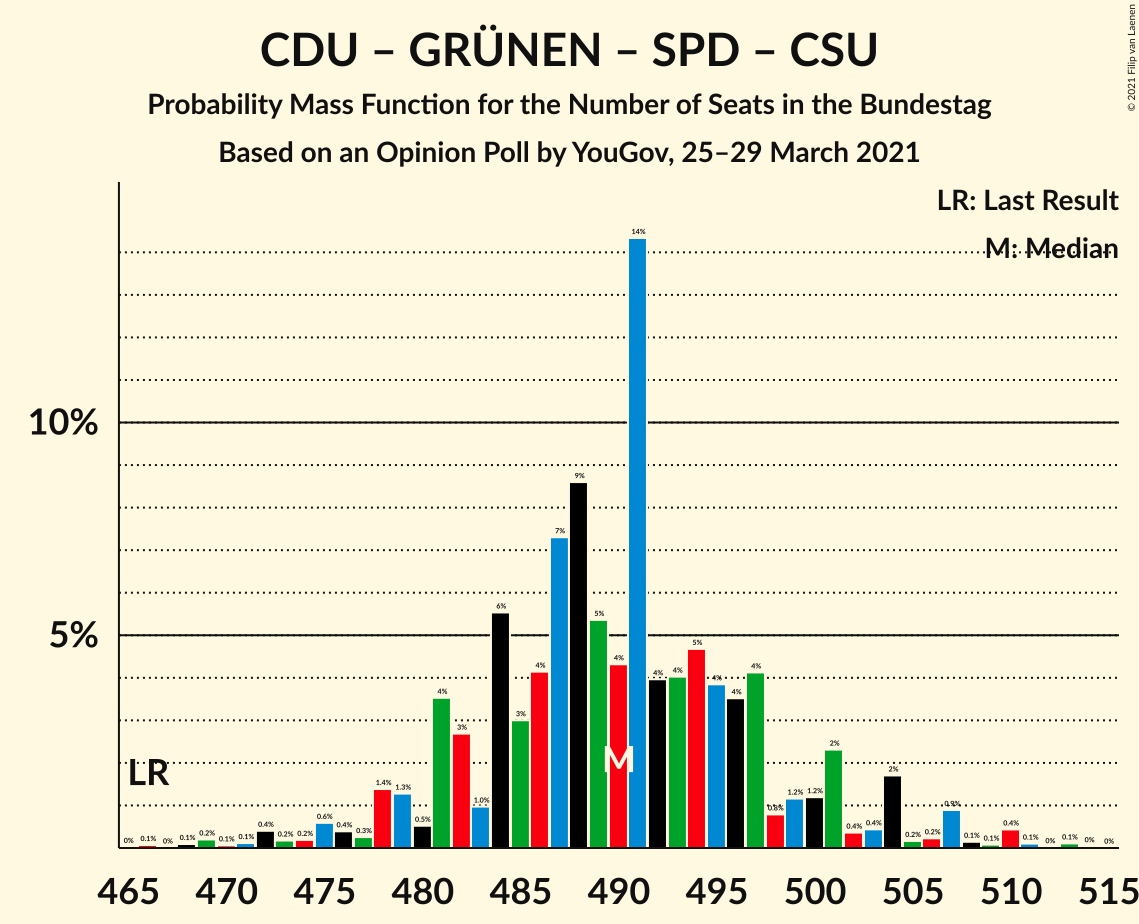 CDU – GRÜNEN – SPD – CSU
Probability Mass Function for the Number of Seats in the Bundestag
Based on an Opinion Poll by YouGov, 25–29 March 2021
© 2021 Filip van Laenen
LR: Last Result
M: Median
10%
5%
0% 0.1% 0% 0.1% 0.2% 0.1% 0.1% 0.4% 0.2% 0.2% 0.6% 0.4% 0.3% 1.4% 1.3% 0.5% 4% 3% 1.0% 6% 3% 4% 7% 9% 5% 4% 14% 4% 4% 5% 4% 4% 4% 0.8% 1.2% 1.2% 2% 0.4% 0.4% 2% 0.2% 0.2% 0.9% 0.1% 0.1% 0.4% 0.1% 0% 0.1% 0% 0%
LR
M
465 470 475 480 485 490 495 500 505 510 515